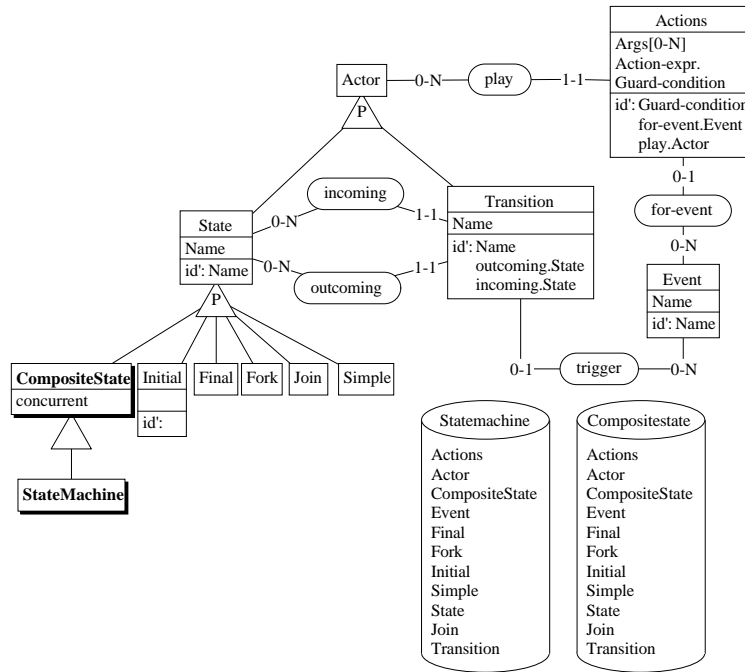 Actions
Args[0-N]
Action-expr.
Guard-condition
id': Guard-condition
for-event.Event
play.Actor
Actor
0-N
play
1-1
P
0-1
for-event
0-N
incoming
0-N
1-1
State
Name
id': Name
0-N
1-1
outcoming
Transition
Name
id': Name
outcoming.State
incoming.State
Event
Name
id': Name
P
0-1
trigger
0-N
CompositeState
concurrent
Initial
id':
Final
Fork
Join
Simple
StateMachine
Statemachine
Actions
Actor
CompositeState
Event
Final
Fork
Initial
Simple
State
Join
Transition
Compositestate
Actions
Actor
CompositeState
Event
Final
Fork
Initial
Simple
State
Join
Transition